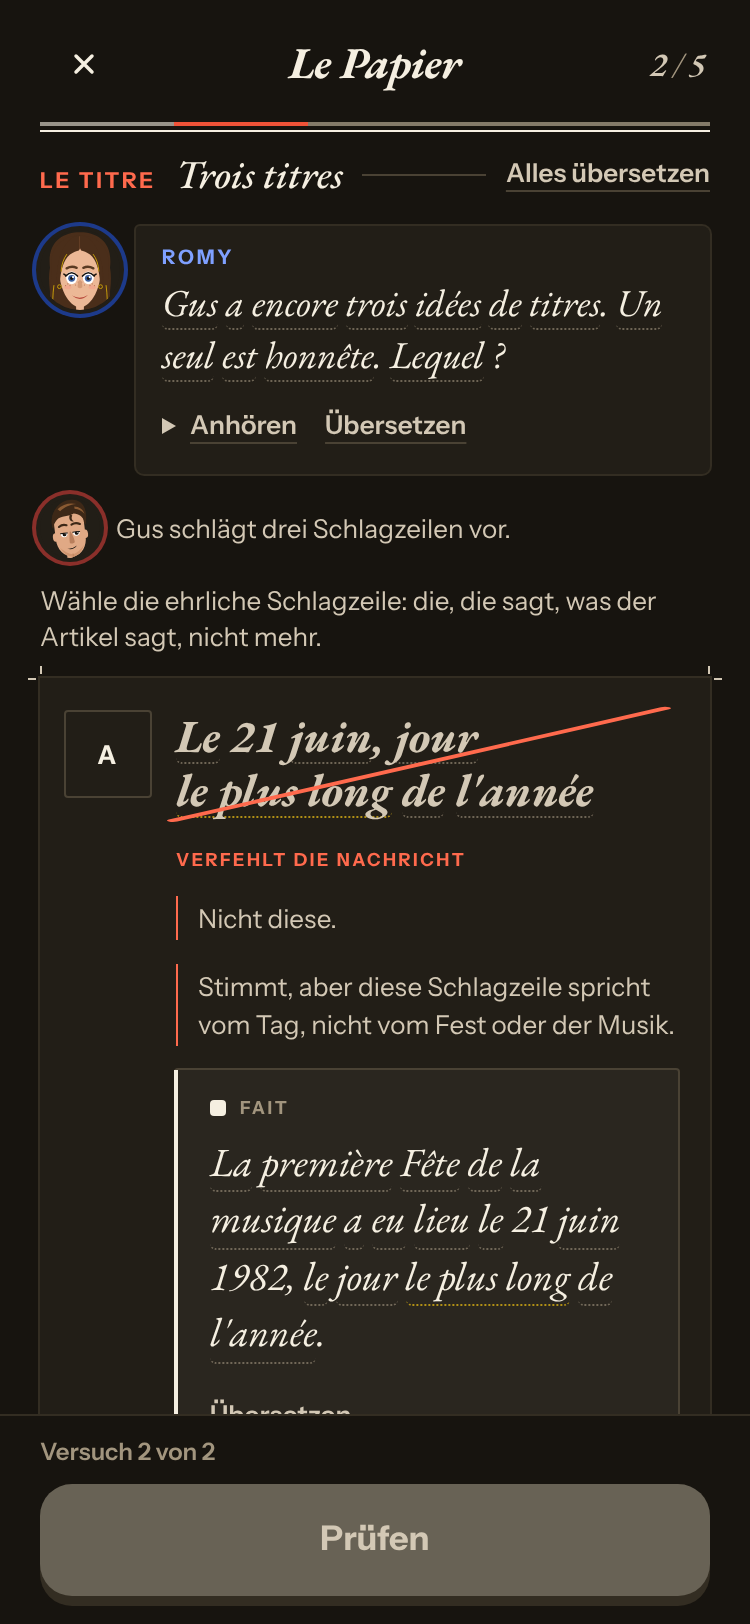 Le Papier
2 / 5
LE TITRE Trois titres Alles übersetzen
ROMY
Gus a encore trois idées de titres. Un
seul est honnête. Lequel ?
Anhören Übersetzen
Gus schlägt drei Schlagzeilen vor.
Wähle die ehrliche Schlagzeile: die, die sagt, was der
Artikel sagt, nicht mehr.
A
Le 21 juin, jour
le plus long de l'année
VERFEHLT DIE NACHRICHT
Nicht diese.
Stimmt, aber diese Schlagzeile spricht
vom Tag, nicht vom Fest oder der Musik.
FAIT
La première Fête de la
musique a eu lieu le 21 juin
1982, le jour le plus long de
l'année.
Übersetzen
Versuch 2 von 2
Prüfen